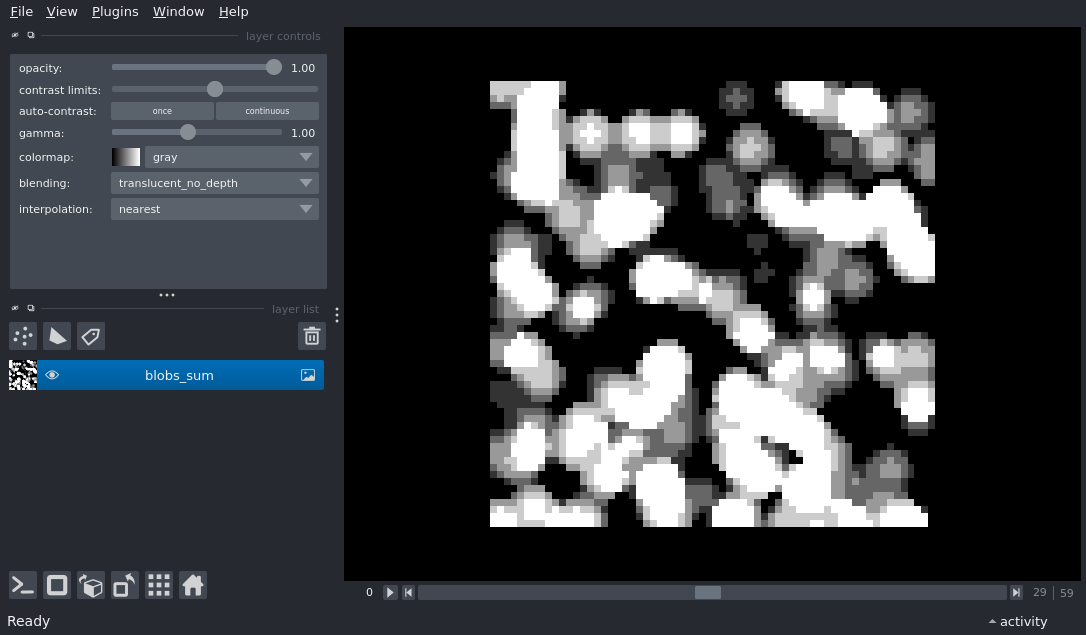 File View Plugins Window Help
layer controls
opacity: 1.00
contrast limits:
auto-contrast: once continuous
gamma: 1.00
colormap: gray
blending: translucent_no_depth
interpolation: nearest
layer list
blobs_sum
0 29 59
Ready activity